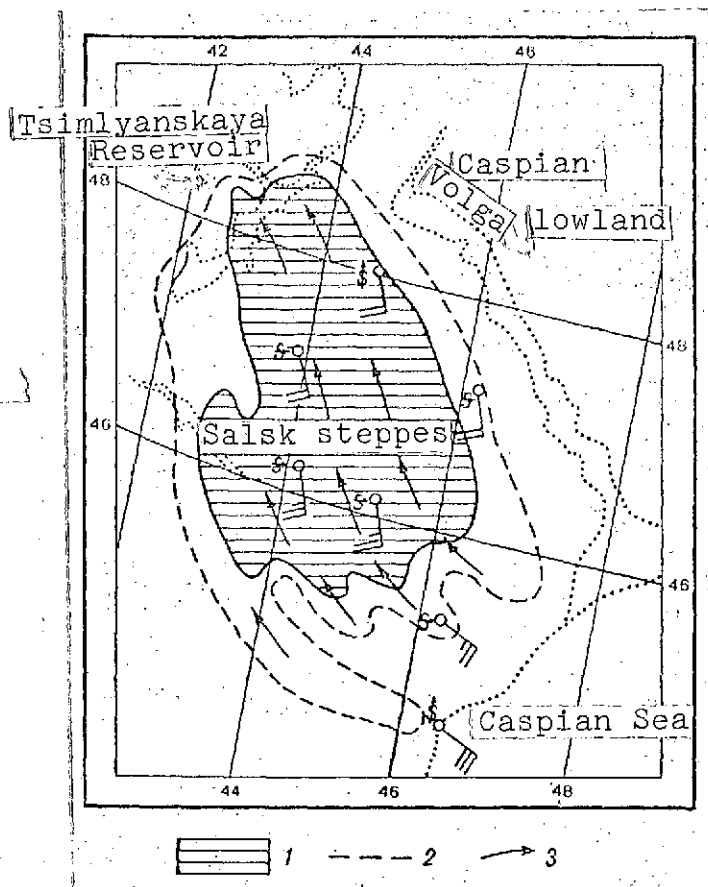 42 44 46
Tsimlyanskaya
Reservoir
Caspian
Volga
lowland
48
48
46
Salsk steppes
46
Caspian Sea
44 46 48
1 2 3